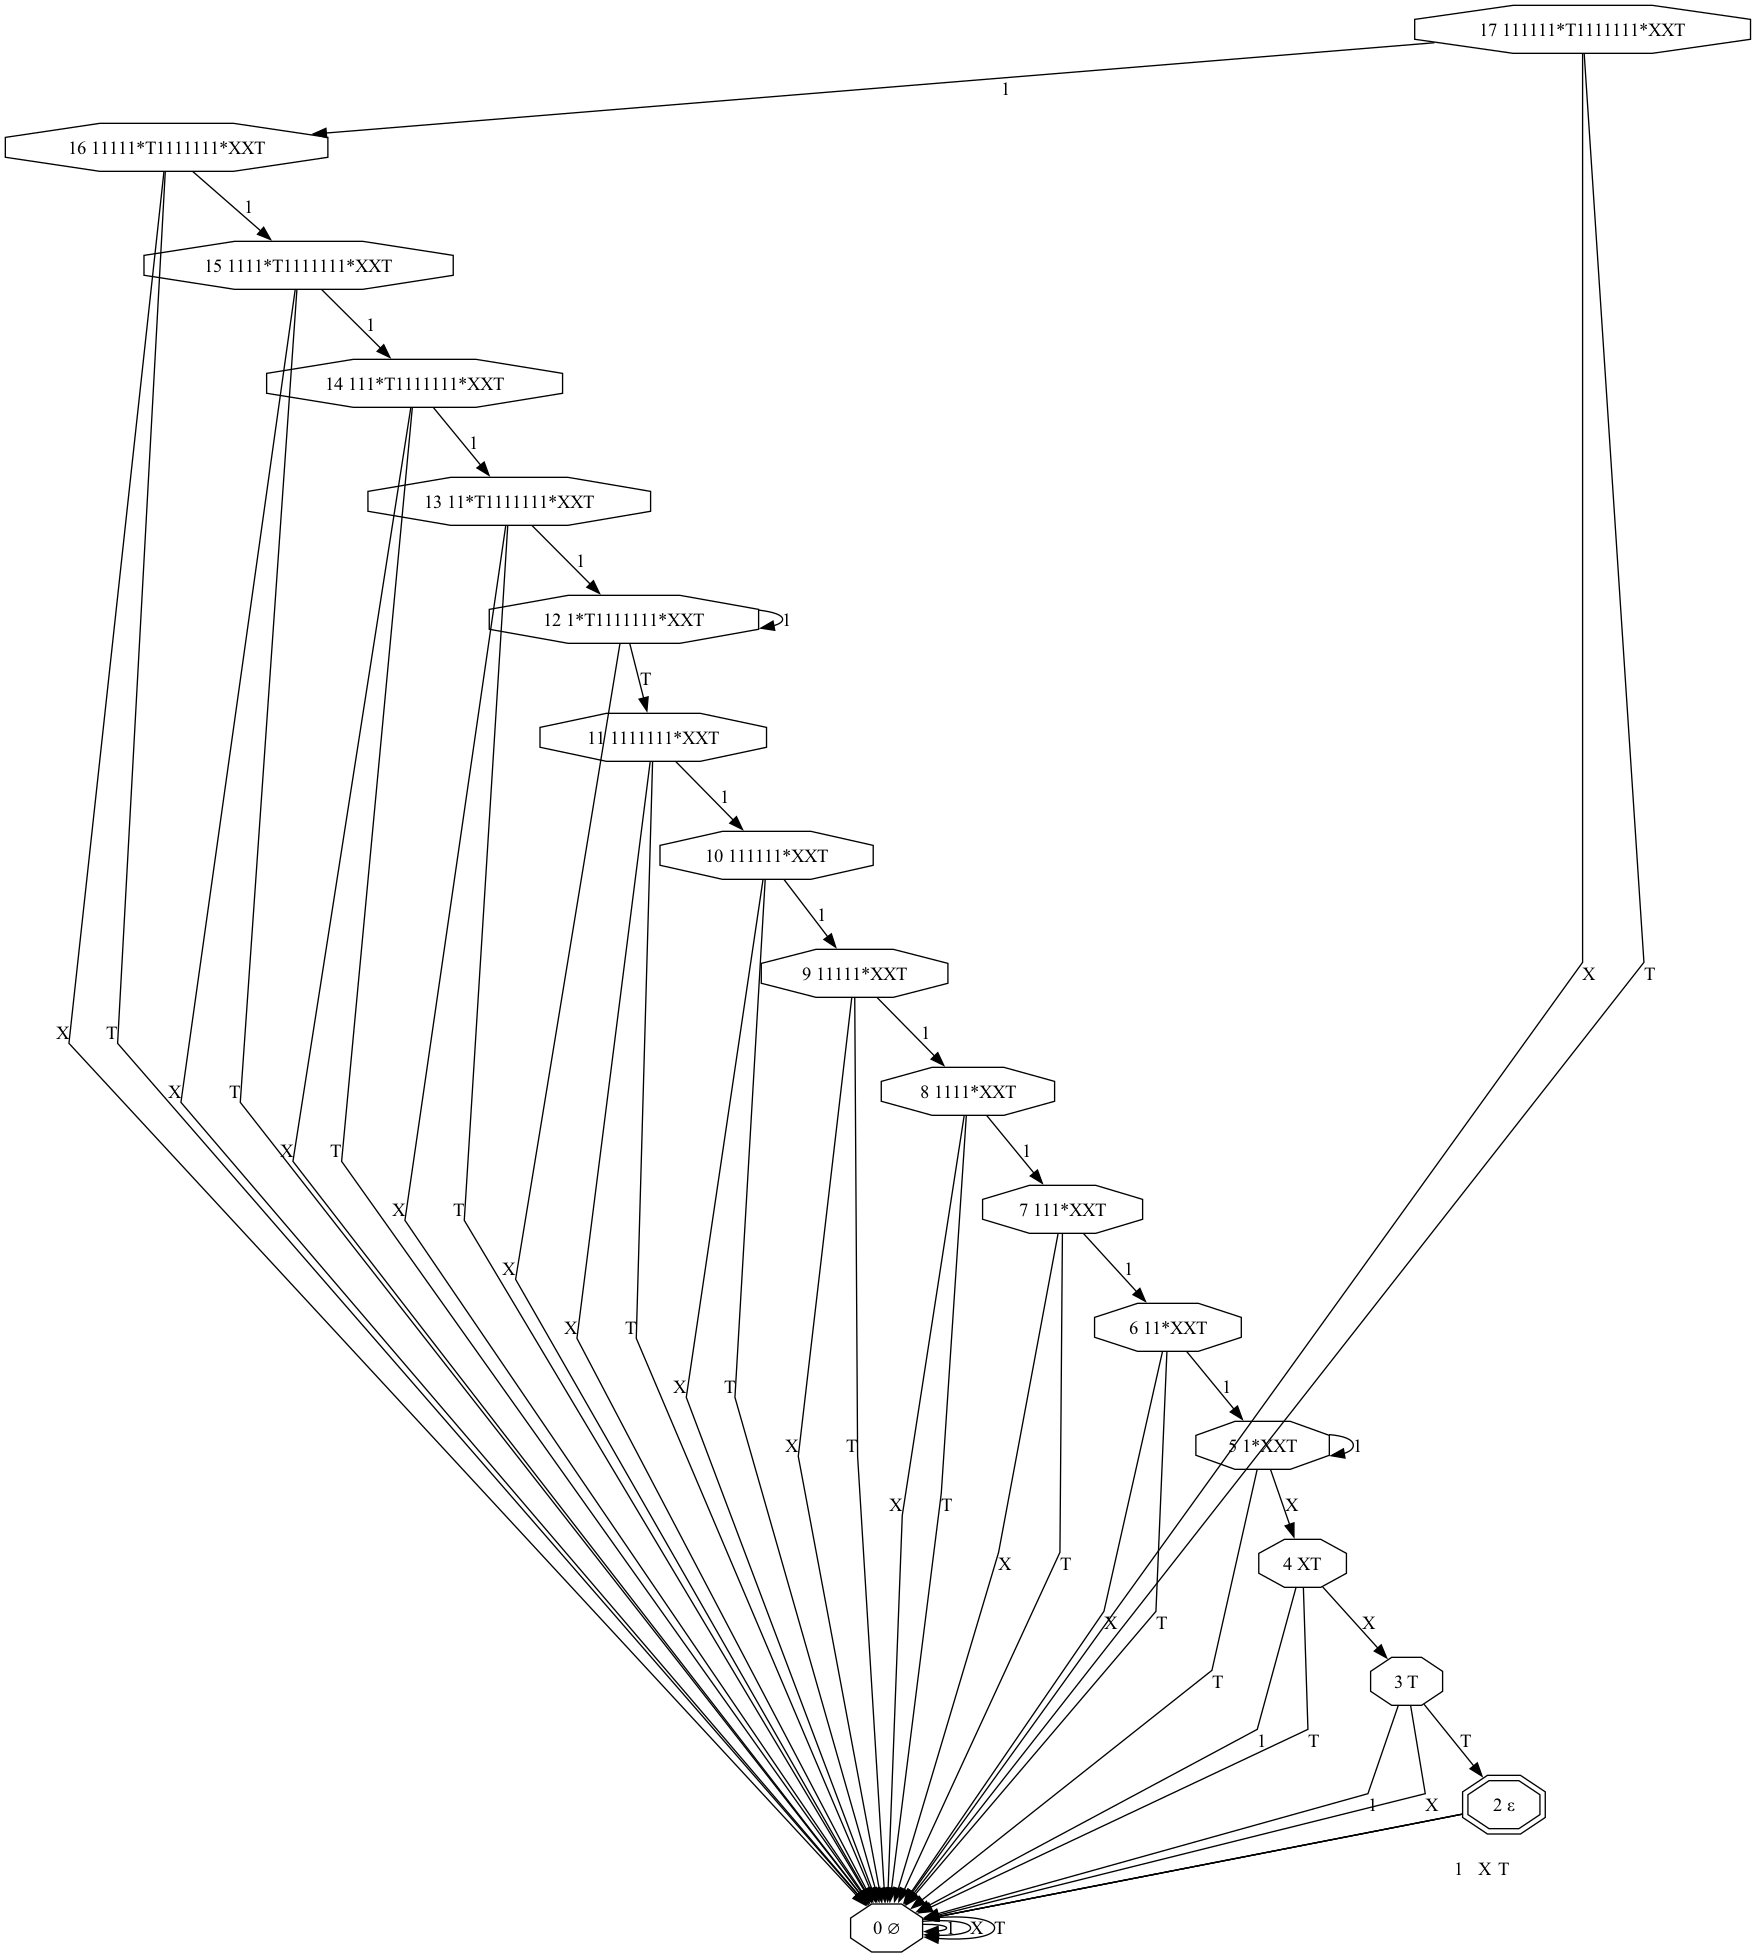 17 111111*T1111111*XXT
1
16 11111*T1111111*XXT
1
15 1111*T1111111*XXT
1
14 111*T1111111*XXT
1
13 11*T1111111*XXT
1
12 1*T1111111*XXT
1
T
11 1111111*XXT
1
10 111111*XXT
1
9 11111*XXT
X
T
X
T
1
X
T
8 1111*XXT
X
T
1
X
T
7 111*XXT
X
1
X
T
6 11*XXT
X
T
1
X
T
5 1*XXT
1
X
T
X
X
T
4 XT
X
T
X
T
3 T
1
T
T
1
X
2 ε
1
X
T
0 ∅
1
X
T